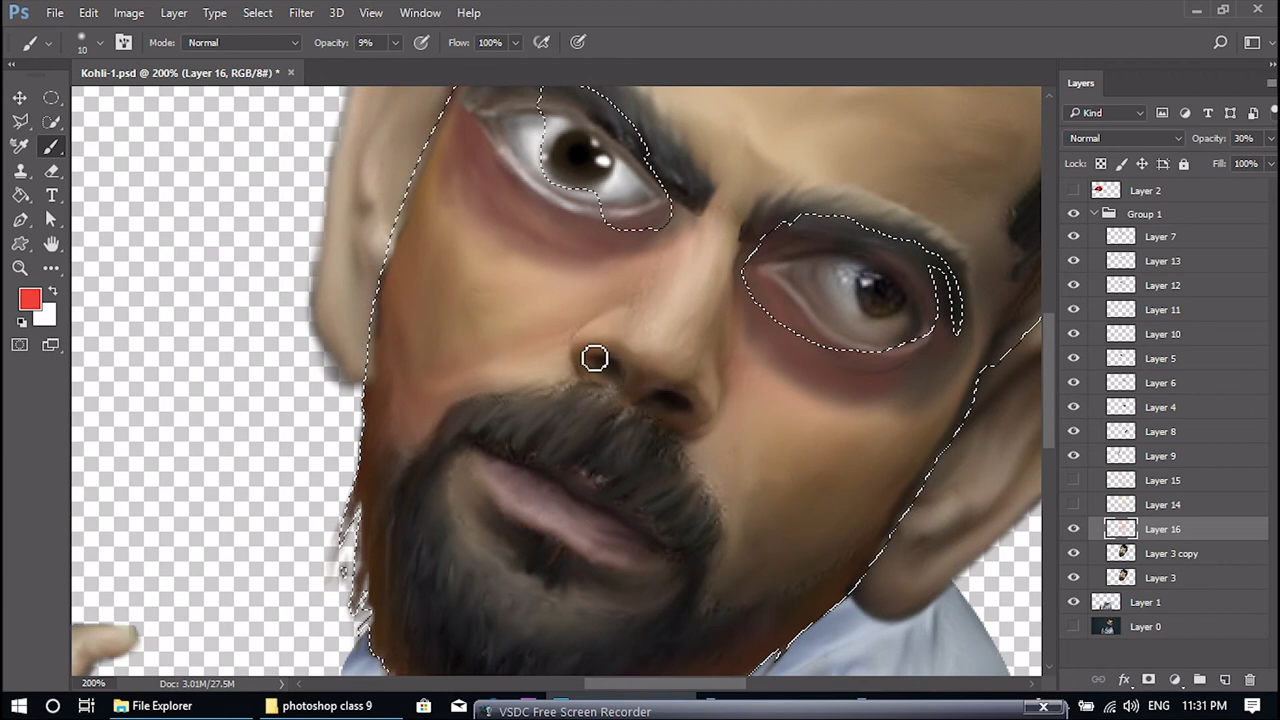 Ps File Edit Image Layer Type Select Filter 3D View Window Help
10 Mode: Normal Opacity: 9% Flow: 100%
Kohli-1.psd @ 200% (Layer 16, RGB/8#) *
Layers
Kind
Normal Opacity: 30%
Lock: Fill: 100%
Layer 2
Group 1
Layer 7
Layer 13
Layer 12
Layer 11
Layer 10
Layer 5
Layer 6
Layer 4
Layer 8
Layer 9
Layer 15
Layer 14
Layer 16
Layer 3 copy
Layer 3
Layer 1
Layer 0
200% Doc: 3.01M/27.5M
fx
File Explorer photoshop class 9 VSDC Free Screen Recorder ENG 11:31 PM